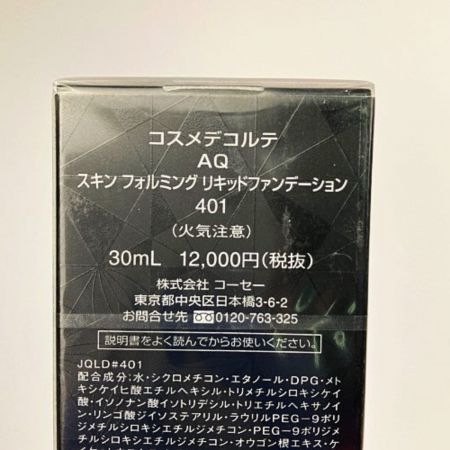 コスメデコルテ
AQ
スキン フォルミング リキッドファンデーション
401
(火気注意)
30mL 12,000円(税抜)
株式会社 コーセー
東京都中央区日本橋3-6-2
お問合せ先 0120-763-325
説明書をよく読んでからお使いください。
JQLD#401
配合成分:水・シクロメチコン・エタノール・DPG・メト
キシケイヒ酸エチルヘキシル・トリメチルシロキシケイ
酸・イソノナン酸イソトリデシル・トリエチルヘキサノイ
ン・リンゴ酸ジイソステアリル・ラウリルPEG-9ポリ
ジメチルシロキシエチルジメチコン・PEG-9ポリジメ
チルシロキシエチルジメチコン・オウゴン根エキス・ケ